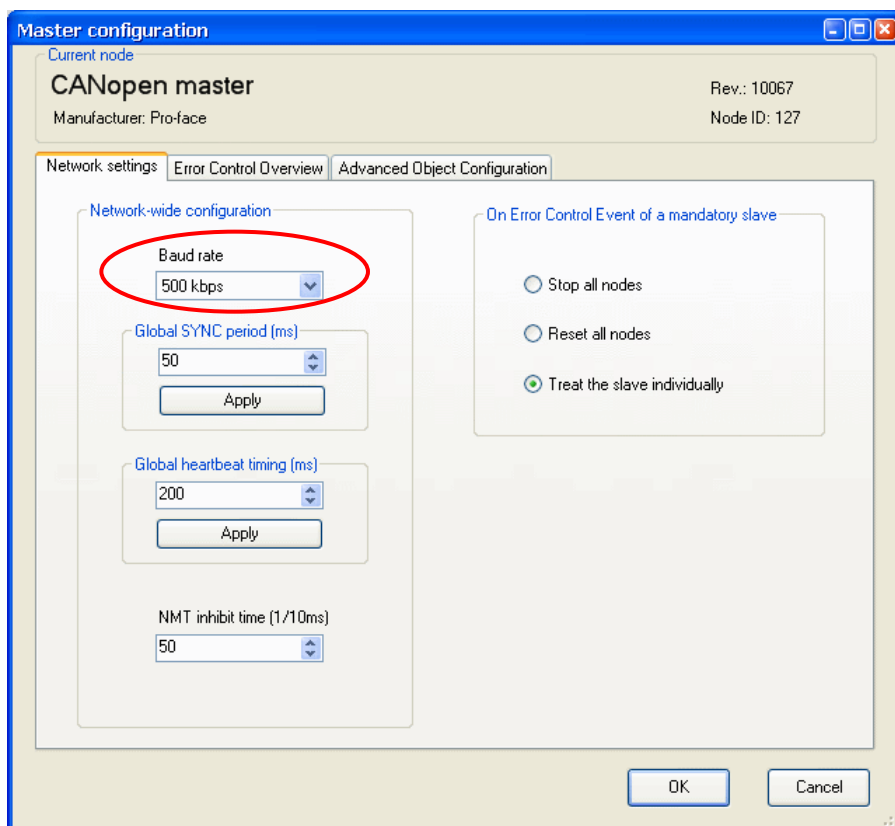 Master configuration
Current node
CANopen master
Rev.: 10067
Manufacturer: Pro-face
Node ID: 127
Network settings
Error Control Overview
Advanced Object Configuration
Network-wide configuration
Baud rate
500 kbps
Global SYNC period (ms)
50
Apply
Global heartbeat timing (ms)
200
Apply
NMT inhibit time (1/10ms)
50
On Error Control Event of a mandatory slave
Stop all nodes
Reset all nodes
Treat the slave individually
OK
Cancel